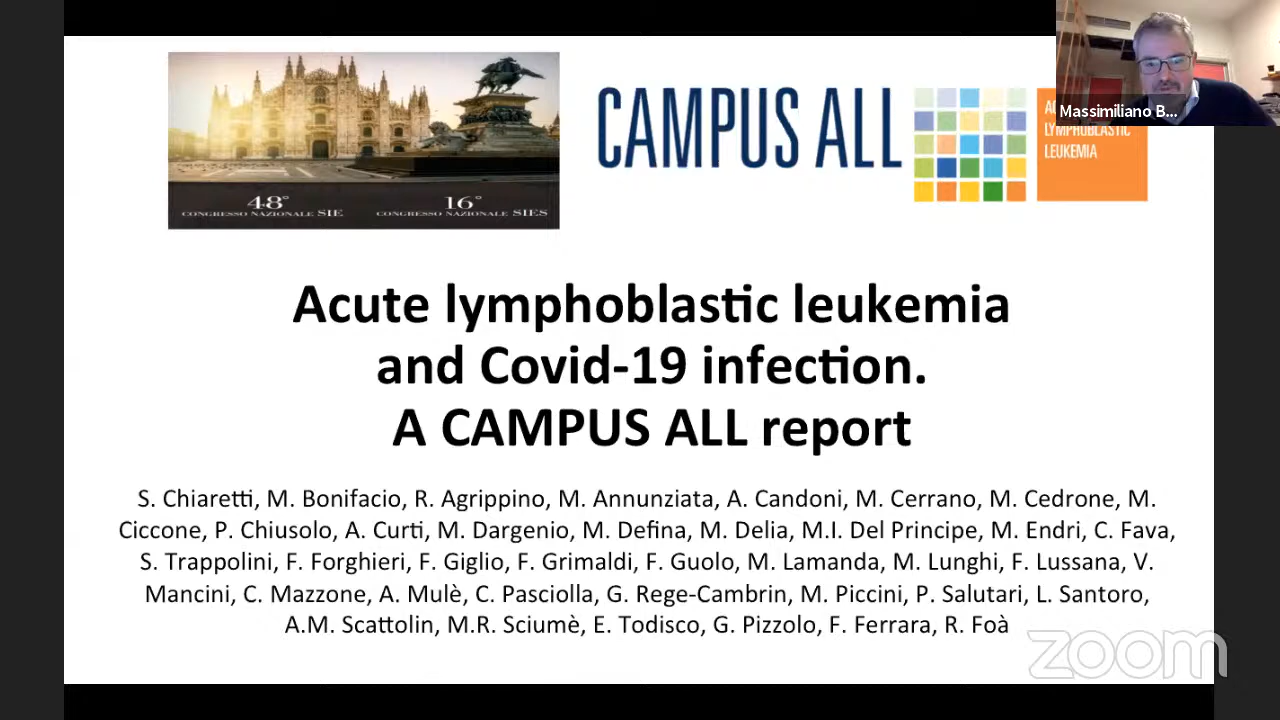 48° 16°
CONGRESSO NAZIONALE SIE CONGRESSO NAZIONALE SIES
CAMPUS ALL
LYMPHOBLASTIC
LEUKEMIA
Massimiliano B...
Acute lymphoblastic leukemia
and Covid-19 infection.
A CAMPUS ALL report
S. Chiaretti, M. Bonifacio, R. Agrippino, M. Annunziata, A. Candoni, M. Cerrano, M. Cedrone, M.
Ciccone, P. Chiusolo, A. Curti, M. Dargenio, M. Defina, M. Delia, M.I. Del Principe, M. Endri, C. Fava,
S. Trappolini, F. Forghieri, F. Giglio, F. Grimaldi, F. Guolo, M. Lamanda, M. Lunghi, F. Lussana, V.
Mancini, C. Mazzone, A. Mulè, C. Pasciolla, G. Rege-Cambrin, M. Piccini, P. Salutari, L. Santoro,
A.M. Scattolin, M.R. Sciumè, E. Todisco, G. Pizzolo, F. Ferrara, R. Foà
zoom